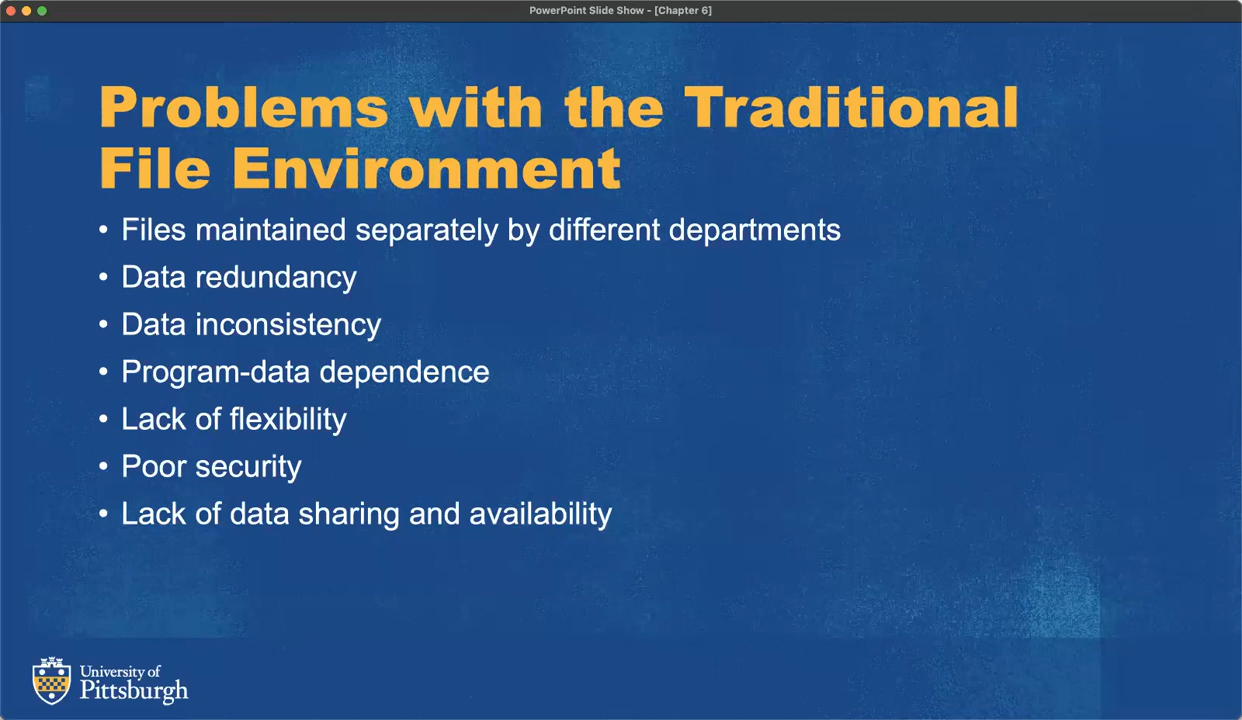 PowerPoint Slide Show - [Chapter 6]
Problems with the Traditional
File Environment
• Files maintained separately by different departments
• Data redundancy
• Data inconsistency
• Program-data dependence
• Lack of flexibility
• Poor security
• Lack of data sharing and availability
University of
Pittsburgh